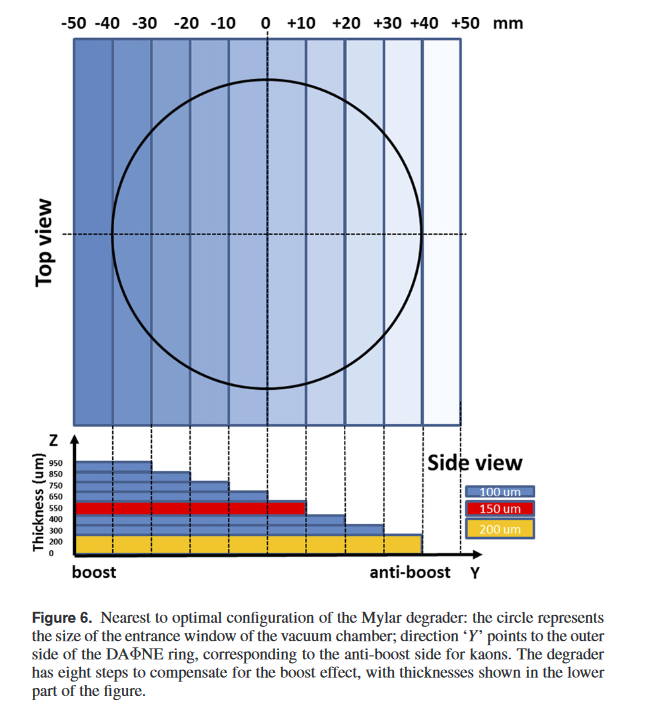 -50 -40 -30 -20 -10 0 +10 +20 +30 +40 +50 mm
Top view
Z
Thickness (um)
950
850
750
650
550
400
300
200
0
Side view
100 um
150 um
200 um
boost
anti-boost Y
Figure 6. Nearest to optimal configuration of the Mylar degrader: the circle represents
the size of the entrance window of the vacuum chamber; direction ‘Y’ points to the outer
side of the DAΦNE ring, corresponding to the anti-boost side for kaons. The degrader
has eight steps to compensate for the boost effect, with thicknesses shown in the lower
part of the figure.